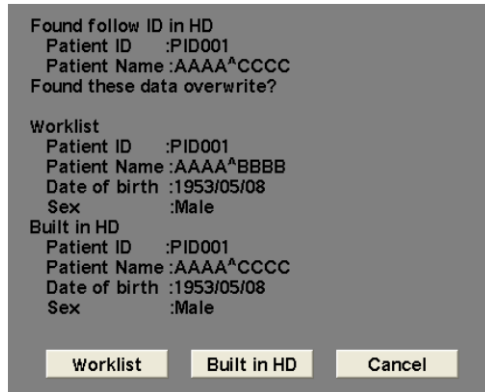 Found follow ID in HD
Patient ID :PID001
Patient Name :AAAA^CCCC
Found these data overwrite?
Worklist
Patient ID :PID001
Patient Name :AAAA^BBBB
Date of birth :1953/05/08
Sex :Male
Built in HD
Patient ID :PID001
Patient Name :AAAA^CCCC
Date of birth :1953/05/08
Sex :Male
Worklist Built in HD Cancel